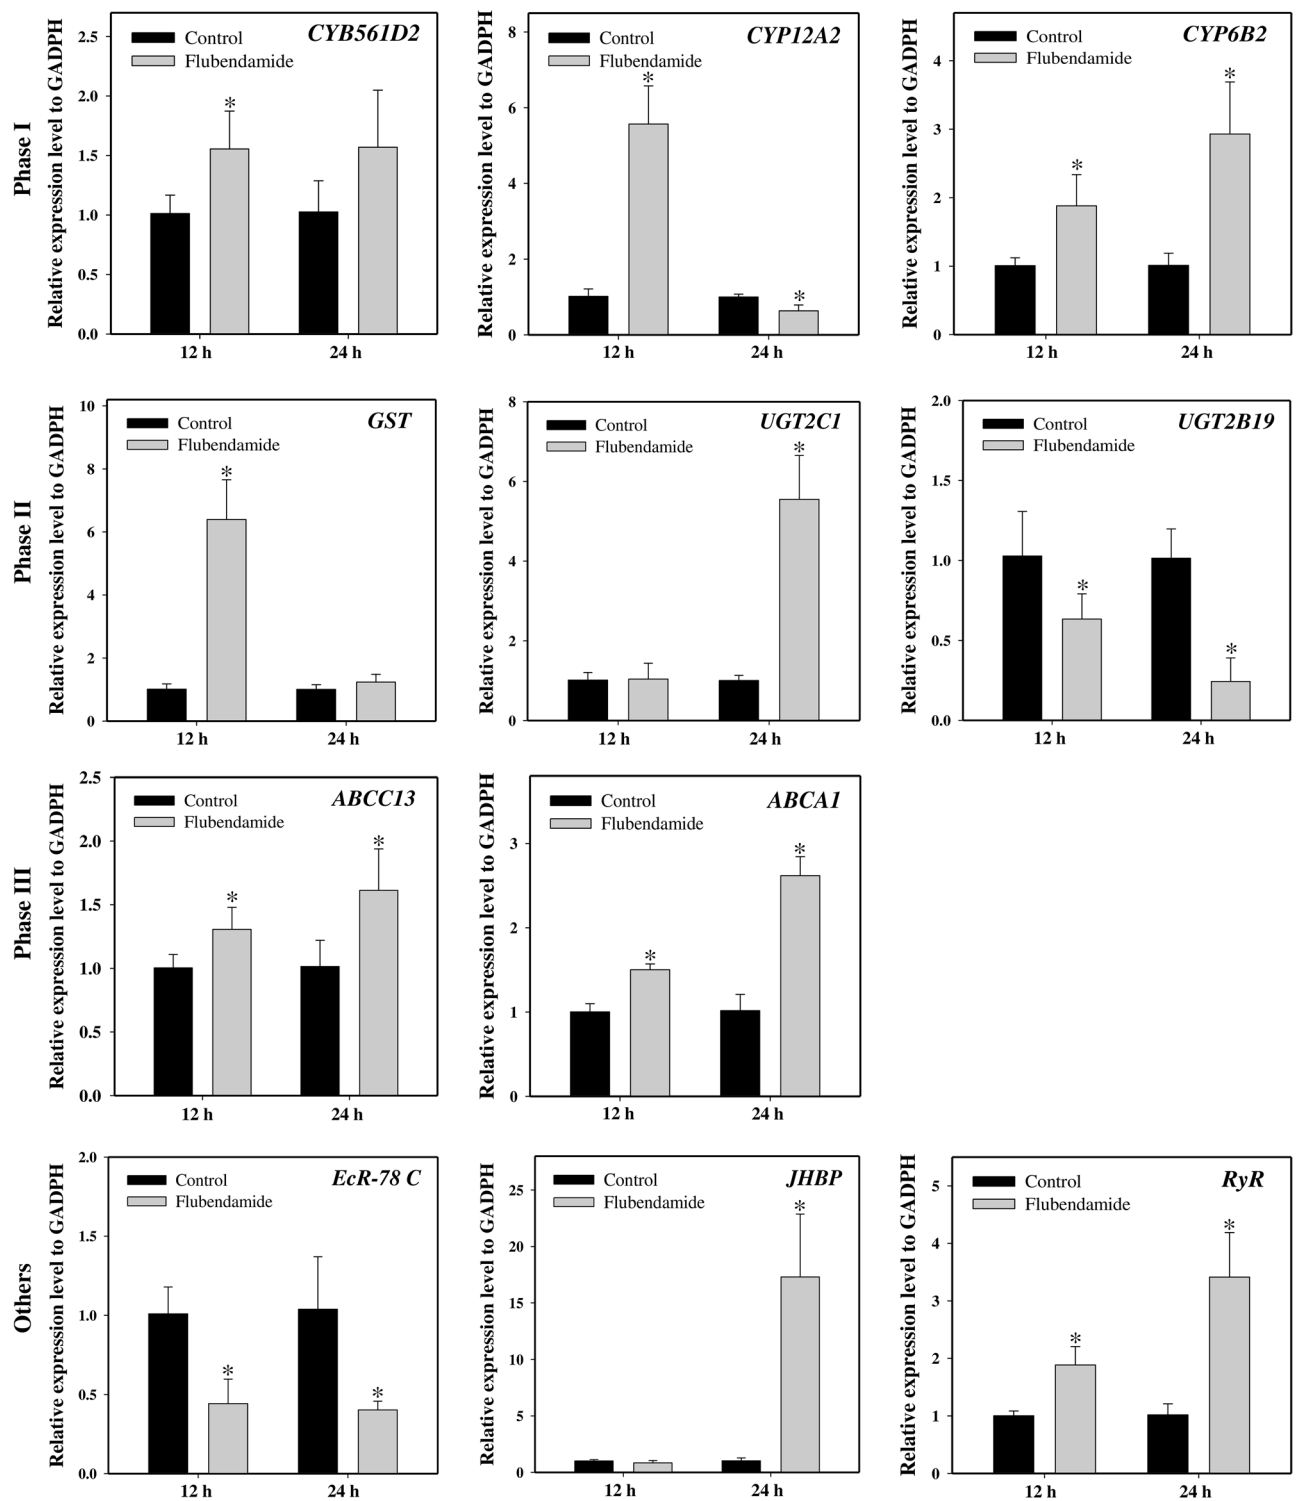 Phase I
Relative expression level to GADPH
2.5
2.0
1.5
1.0
0.5
0.0
Control
Flubendamide
CYB561D2
*
12 h
24 h
Relative expression level to GADPH
8
6
4
2
0
Control
Flubendamide
CYP12A2
*
*
12 h
24 h
Relative expression level to GADPH
4
3
2
1
0
Control
Flubendamide
CYP6B2
*
*
12 h
24 h
Phase II
Relative expression level to GADPH
10
8
6
4
2
0
Control
Flubendamide
GST
*
12 h
24 h
Relative expression level to GADPH
8
6
4
2
0
Control
Flubendamide
UGT2C1
*
12 h
24 h
Relative expression level to GADPH
2.0
1.5
1.0
0.5
0.0
Control
Flubendamide
UGT2B19
*
*
12 h
24 h
Phase III
Relative expression level to GADPH
2.5
2.0
1.5
1.0
0.5
0.0
Control
Flubendamide
ABCC13
*
*
12 h
24 h
Relative expression level to GADPH
3
2
1
0
Control
Flubendamide
ABCA1
*
*
12 h
24 h
Others
Relative expression level to GADPH
2.0
1.5
1.0
0.5
0.0
Control
Flubendamide
EcR-78 C
*
*
12 h
24 h
Relative expression level to GADPH
25
20
15
10
5
0
Control
Flubendamide
JHBP
*
12 h
24 h
Relative expression level to GADPH
5
4
3
2
1
0
Control
Flubendamide
RyR
*
*
12 h
24 h